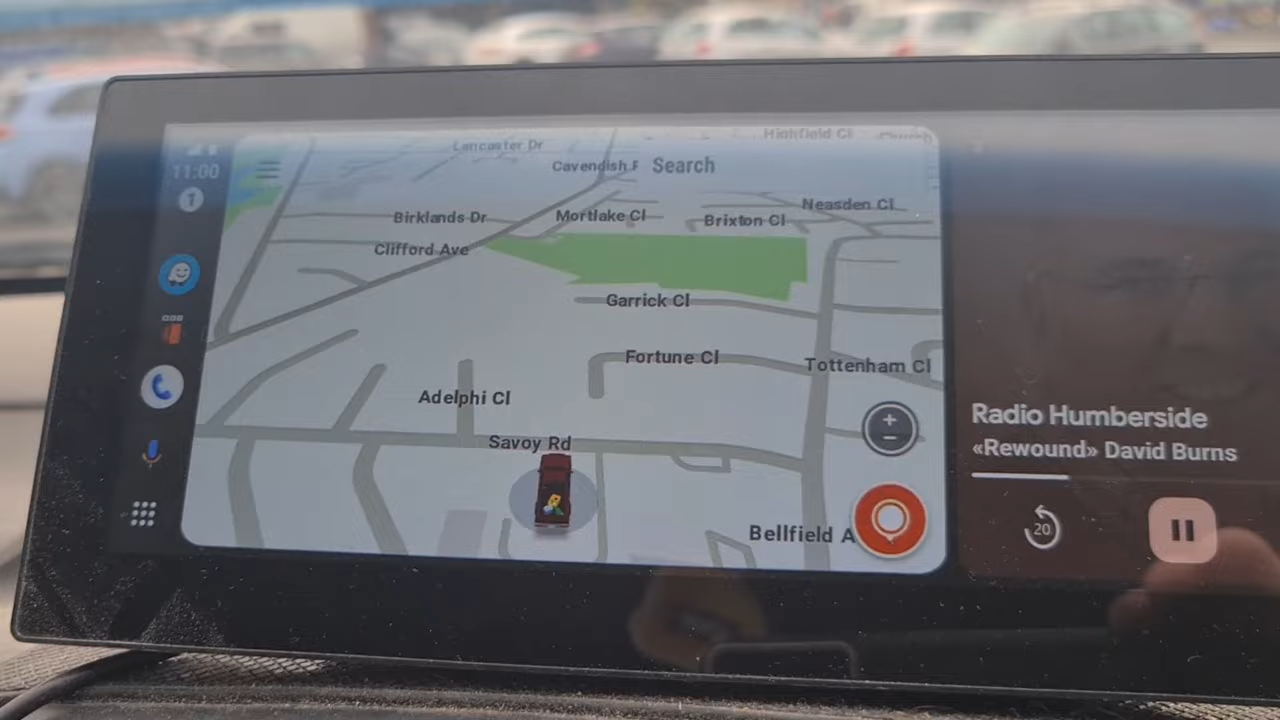 Highfield Cl
Lancaster Dr
11:00
Cavendish
Search
1
Neasden Cl
Birklands Dr
Mortlake Cl
Brixton Cl
Clifford Ave
Garrick Cl
Fortune Cl
Tottenham Cl
Adelphi Cl
Radio Humberside
Savoy Rd
«Rewound» David Burns
20
Bellfield A